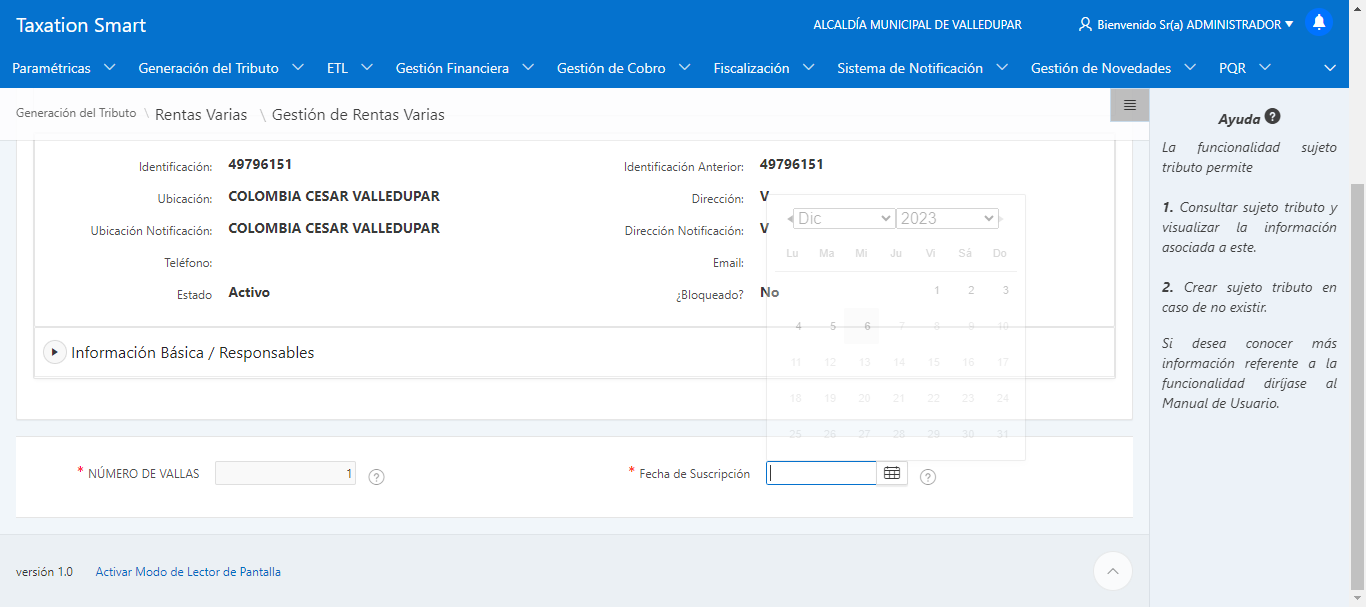 Taxation Smart
ALCALDÍA MUNICIPAL DE VALLEDUPAR
Bienvenido Sr(a) ADMINISTRADOR
Paramétricas Generación del Tributo ETL Gestión Financiera Gestión de Cobro Fiscalización Sistema de Notificación Gestión de Novedades PQR
Generación del Tributo \ Rentas Varias \ Gestión de Rentas Varias
Identificación: 49796151 Identificación Anterior: 49796151
Ubicación: COLOMBIA CESAR VALLEDUPAR Dirección: V
Ubicación Notificación: COLOMBIA CESAR VALLEDUPAR Dirección Notificación: V
Teléfono: Email:
Estado Activo ¿Bloqueado? No
Información Básica / Responsables
Dic 2023
Lu Ma Mi Ju Vi Sá Do
1 2 3
4 5 6 7 8 9 10
11 12 13 14 15 16 17
18 19 20 21 22 23 24
25 26 27 28 29 30 31
* NÚMERO DE VALLAS 1 ? * Fecha de Suscripción ?
Ayuda ?
La funcionalidad sujeto
tributo permite
1. Consultar sujeto tributo y
visualizar la información
asociada a este.
2. Crear sujeto tributo en
caso de no existir.
Si desea conocer más
información referente a la
funcionalidad diríjase al
Manual de Usuario.
versión 1.0 Activar Modo de Lector de Pantalla